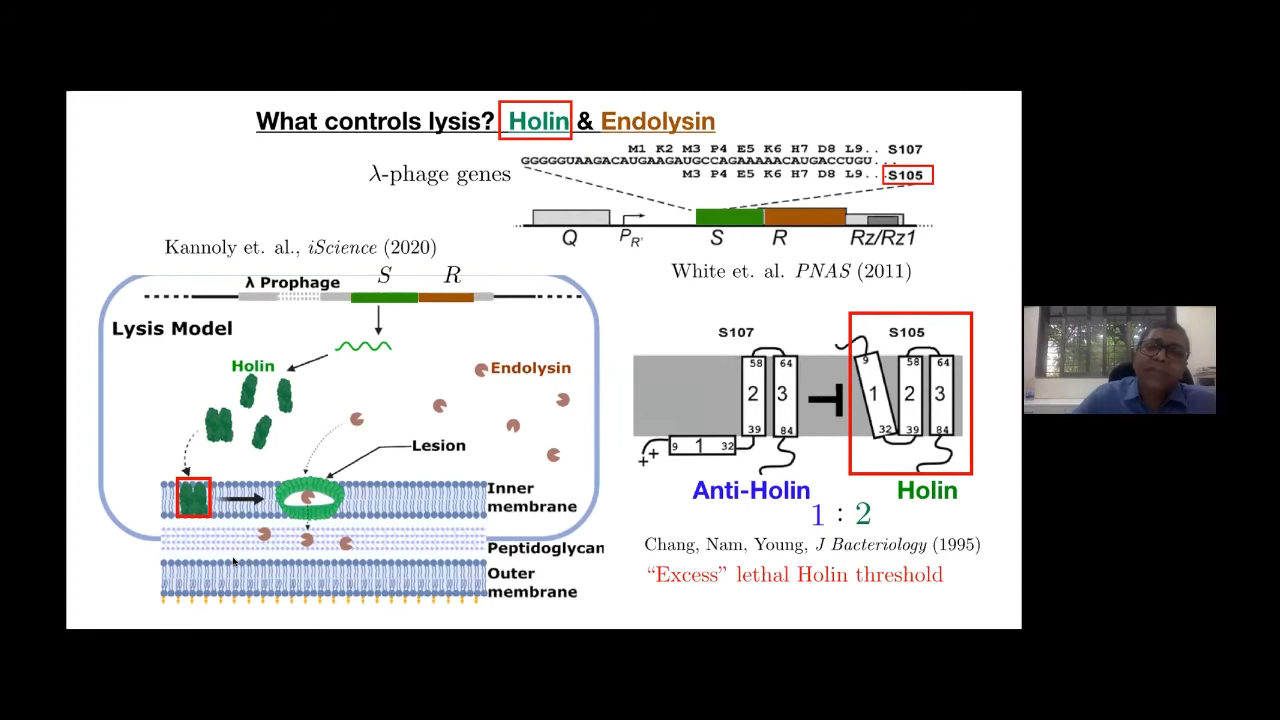 What controls lysis? Holin & Endolysin
M1 K2 M3 P4 E5 K6 H7 D8 L9.. S107
GGGGGUAAGACAUGAAGAUGCCAGAAAAACAUGACCUGU...
λ-phage genes
M3 P4 E5 K6 H7 D8 L9...S105
Q PR' S R Rz/Rz1
Kannoly et. al., iScience (2020)
White et. al. PNAS (2011)
λ Prophage S R
Lysis Model
Holin
Endolysin
Lesion
Inner
membrane
Peptidoglycan
Outer
membrane
S107 S105
58 64 9 58 64
2 3 1 2 3
39 84 32 39 84
++ 9 1 32
Anti-Holin Holin
1 : 2
Chang, Nam, Young, J Bacteriology (1995)
“Excess” lethal Holin threshold